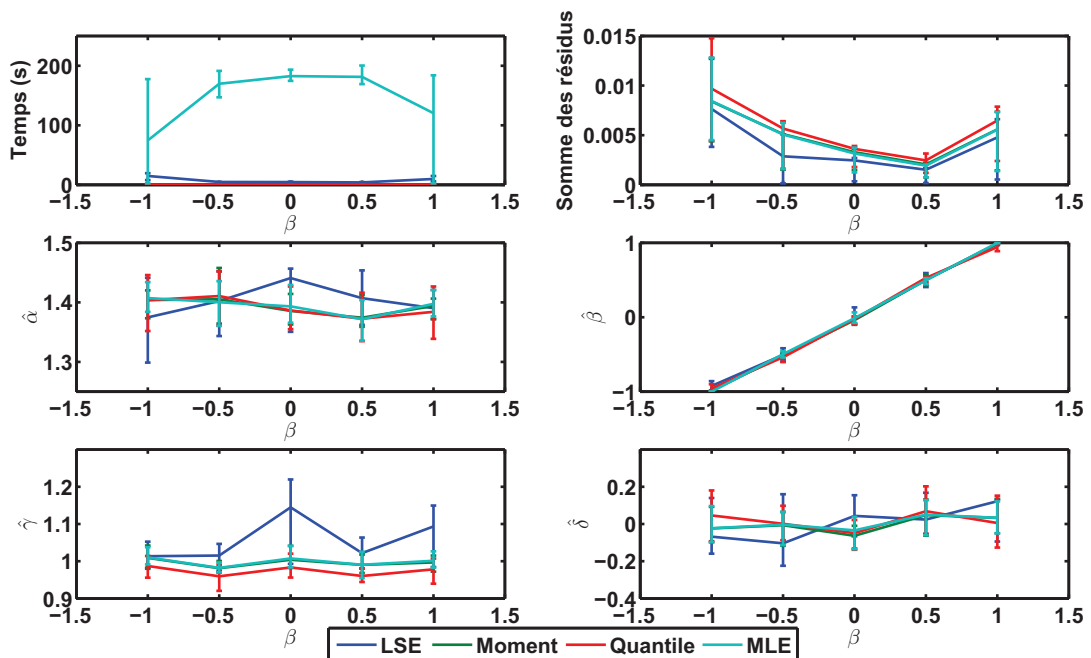 Temps (s)
200
100
0
−1.5 −1 −0.5 0 0.5 1 1.5
β
Somme des résidus
0.015
0.01
0.005
0
−1.5 −1 −0.5 0 0.5 1 1.5
β
α̂
1.5
1.4
1.3
−1.5 −1 −0.5 0 0.5 1 1.5
β
β̂
1
0
−1
−1.5 −1 −0.5 0 0.5 1 1.5
β
γ̂
1.2
1.1
1
0.9
−1.5 −1 −0.5 0 0.5 1 1.5
β
δ̂
0.4
0.2
0
−0.2
−0.4
−1.5 −1 −0.5 0 0.5 1 1.5
β
LSE Moment Quantile MLE